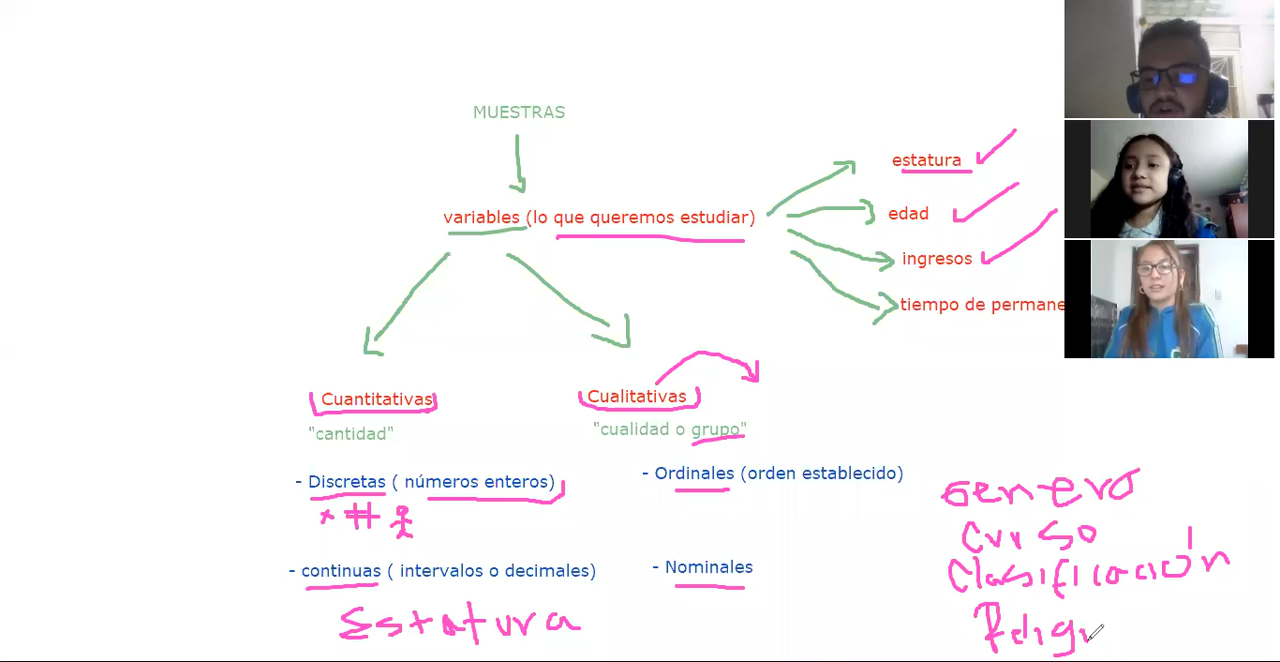 MUESTRAS
variables (lo que queremos estudiar)
estatura
edad
ingresos
tiempo de permane
Cuantitativas
"cantidad"
- Discretas ( números enteros)
#
- continuas ( intervalos o decimales)
Estatura
Cualitativas
"cualidad o grupo"
- Ordinales (orden establecido)
- Nominales
Genero
Curso
Clasificación